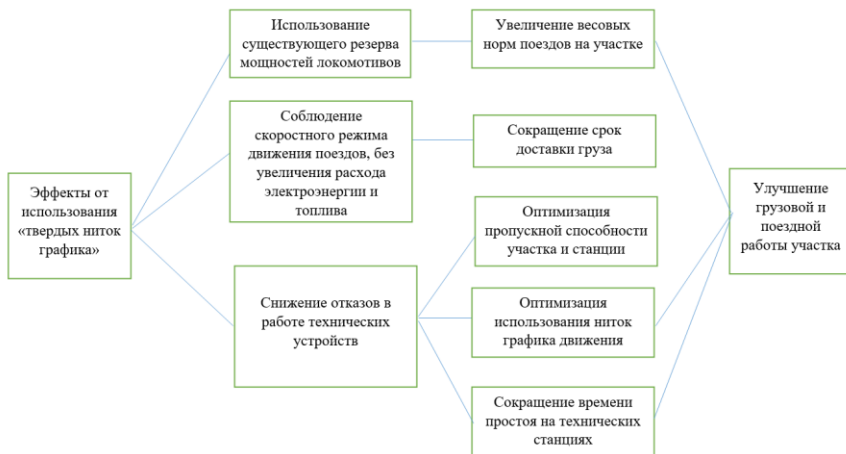 Использование
существующего резерва
мощностей локомотивов
Увеличение весовых
норм поездов на участке
Соблюдение
скоростного режима
движения поездов, без
увеличения расхода
электроэнергии и
топлива
Сокращение срок
доставки груза
Эффекты от
использования
«твердых ниток
графика»
Оптимизация
пропускной способности
участка и станции
Улучшение
грузовой и
поездной
работы участка
Снижение отказов в
работе технических
устройств
Оптимизация
использования ниток
графика движения
Сокращение времени
простоя на технических
станциях